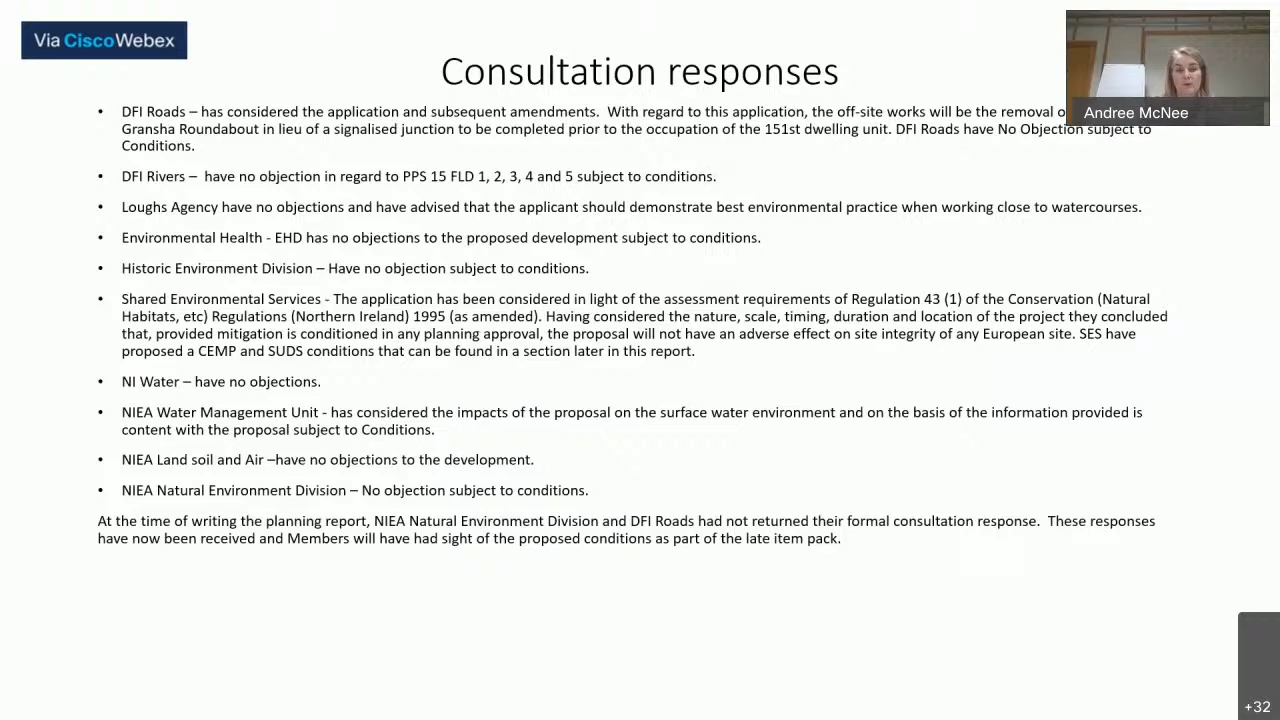 Via Cisco Webex
Consultation responses
Andree McNee
• DFI Roads – has considered the application and subsequent amendments. With regard to this application, the off-site works will be the removal o
Gransha Roundabout in lieu of a signalised junction to be completed prior to the occupation of the 151st dwelling unit. DFI Roads have No Objection subject to
Conditions.
• DFI Rivers – have no objection in regard to PPS 15 FLD 1, 2, 3, 4 and 5 subject to conditions.
• Loughs Agency have no objections and have advised that the applicant should demonstrate best environmental practice when working close to watercourses.
• Environmental Health - EHD has no objections to the proposed development subject to conditions.
• Historic Environment Division – Have no objection subject to conditions.
• Shared Environmental Services - The application has been considered in light of the assessment requirements of Regulation 43 (1) of the Conservation (Natural
Habitats, etc) Regulations (Northern Ireland) 1995 (as amended). Having considered the nature, scale, timing, duration and location of the project they concluded
that, provided mitigation is conditioned in any planning approval, the proposal will not have an adverse effect on site integrity of any European site. SES have
proposed a CEMP and SUDS conditions that can be found in a section later in this report.
• NI Water – have no objections.
• NIEA Water Management Unit - has considered the impacts of the proposal on the surface water environment and on the basis of the information provided is
content with the proposal subject to Conditions.
• NIEA Land soil and Air –have no objections to the development.
• NIEA Natural Environment Division – No objection subject to conditions.
At the time of writing the planning report, NIEA Natural Environment Division and DFI Roads had not returned their formal consultation response. These responses
have now been received and Members will have had sight of the proposed conditions as part of the late item pack.
+32